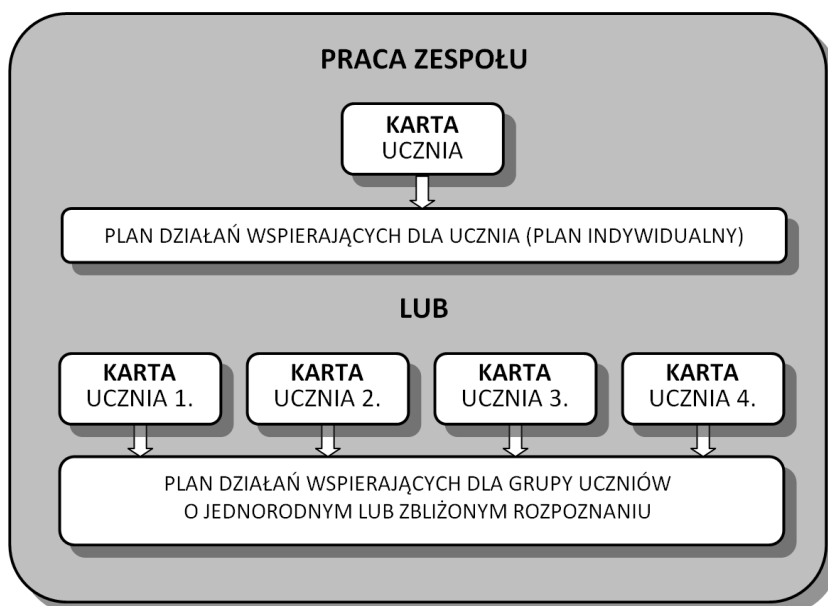 PRACA ZESPOŁU
KARTA
UCZNIA
PLAN DZIAŁAŃ WSPIERAJĄCYCH DLA UCZNIA (PLAN INDYWIDUALNY)
LUB
KARTA
UCZNIA 1.
KARTA
UCZNIA 2.
KARTA
UCZNIA 3.
KARTA
UCZNIA 4.
PLAN DZIAŁAŃ WSPIERAJĄCYCH DLA GRUPY UCZNIÓW
O JEDNORODNYM LUB ZBLIŻONYM ROZPOZNANIU